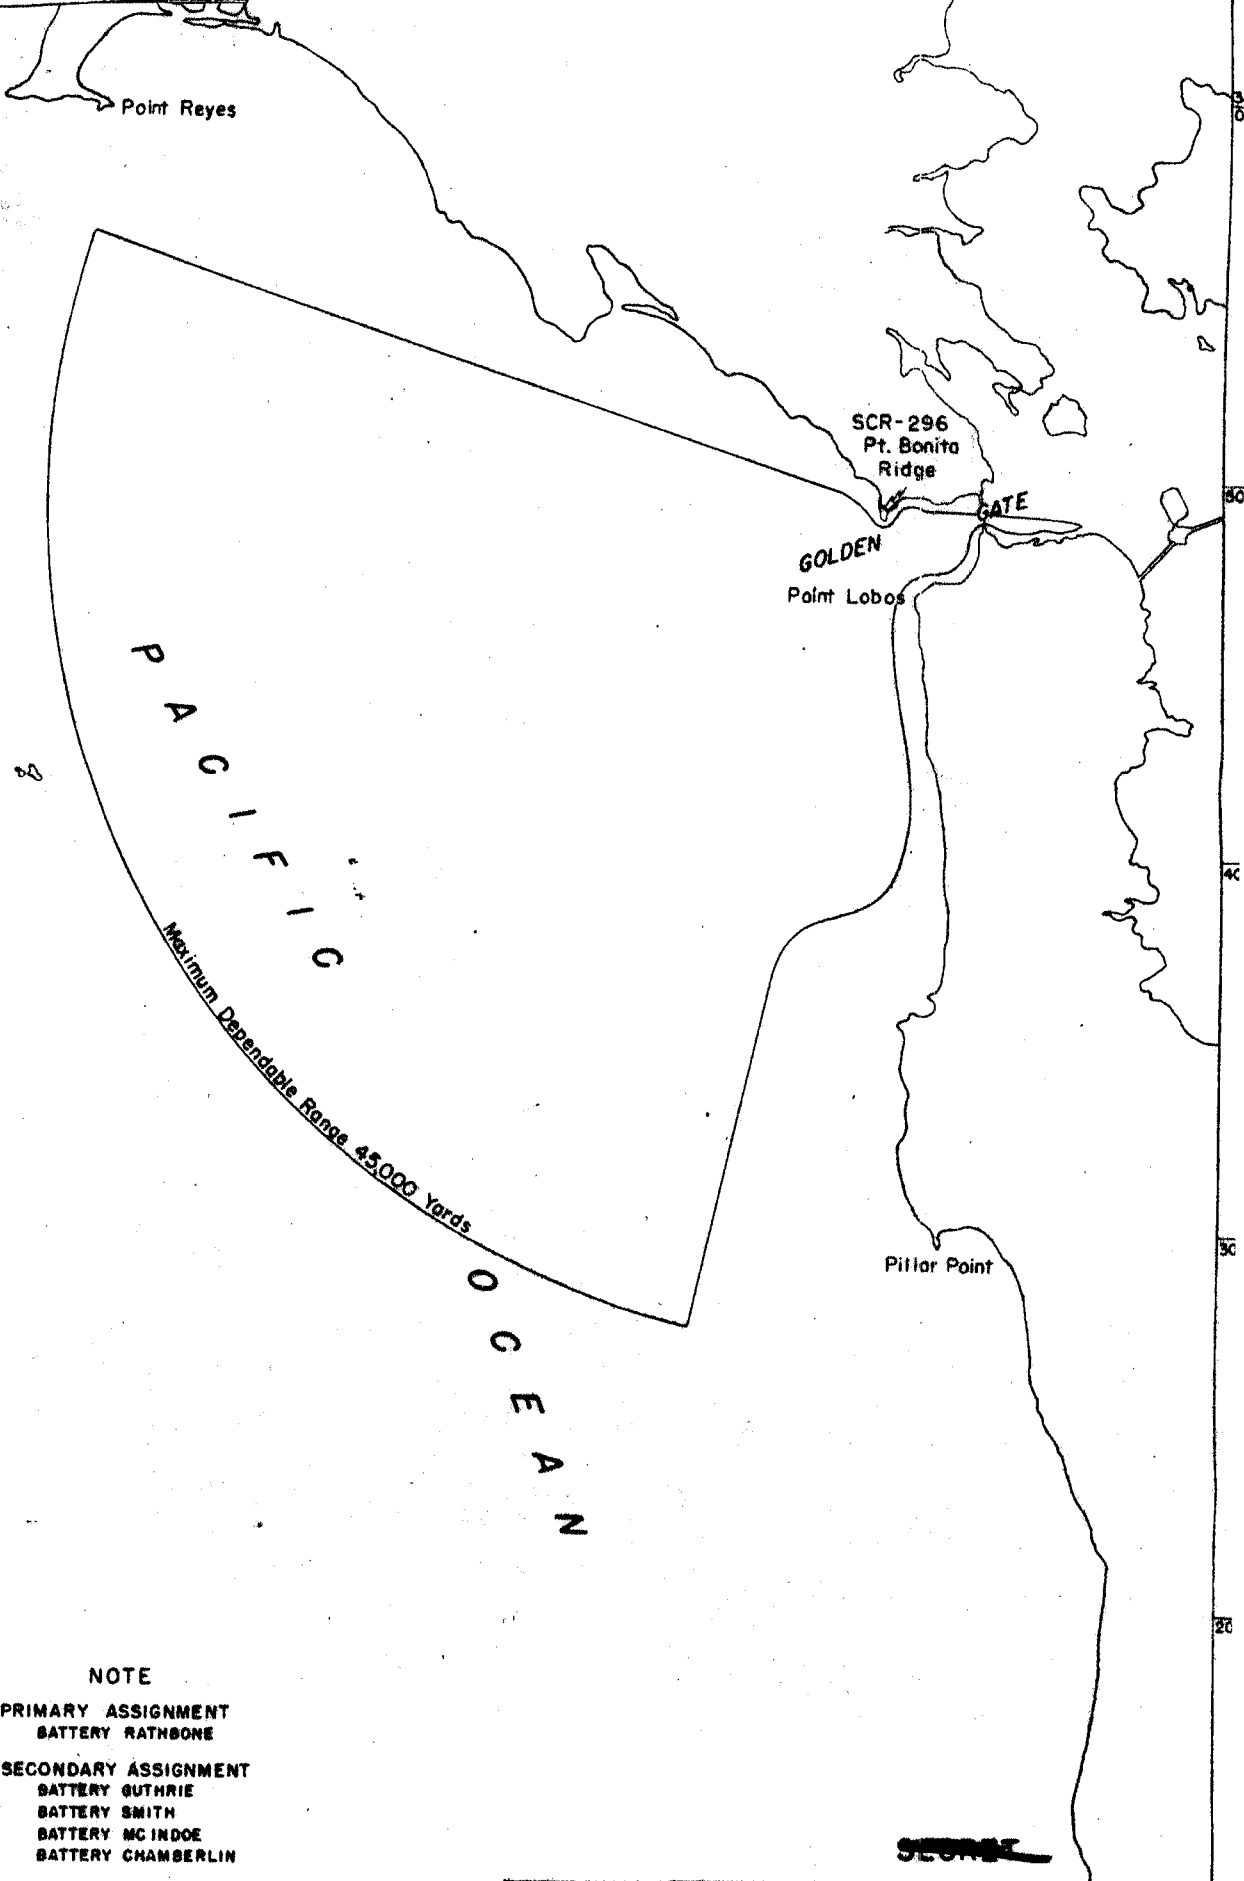 Point Reyes
30
SCR-296
Pt. Bonita
Ridge
50
GOLDEN GATE
Point Lobos
PACIFIC OCEAN
40
Maximum Dependable Range 45,000 Yards
30
Pillar Point
20
NOTE
PRIMARY ASSIGNMENT
BATTERY RATHBONE
SECONDARY ASSIGNMENT
BATTERY GUTHRIE
BATTERY SMITH
BATTERY MC INDOE
BATTERY CHAMBERLIN
SECRET